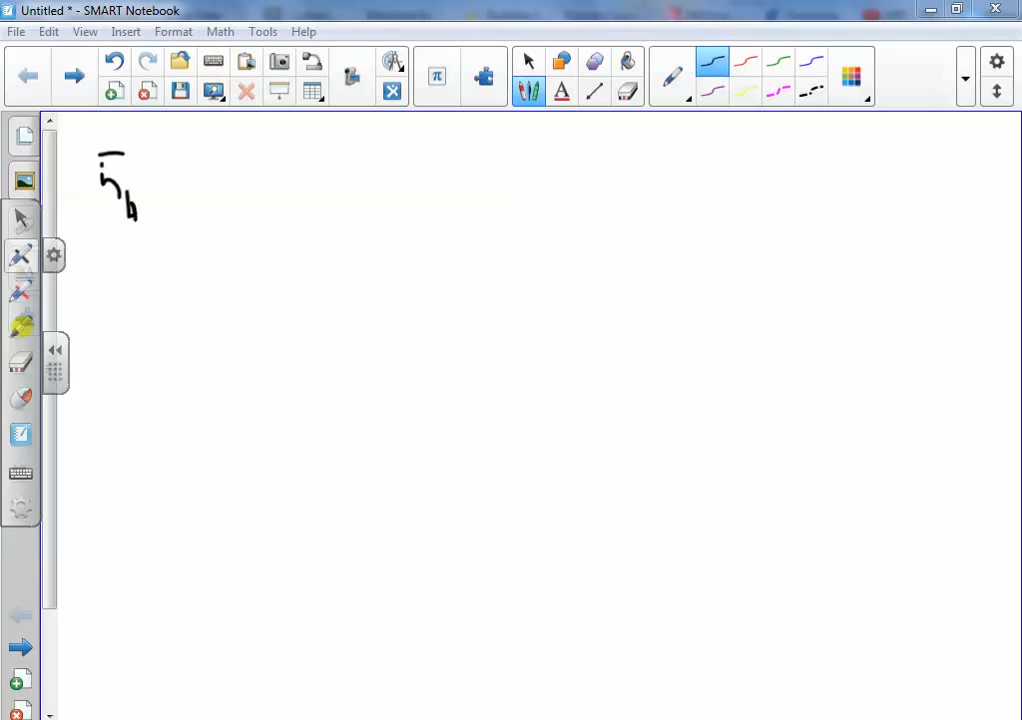 Untitled * - SMART Notebook
File Edit View Insert Format Math Tools Help
π A